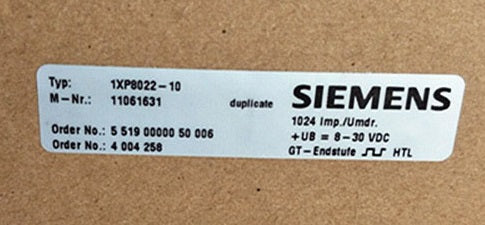 Typ: 1XP8022-10
M-Nr.: 11061631
duplicate
SIEMENS
1024 Imp./Umdr.
Order No.: 5 519 00000 50 006
+UB = 8-30 VDC
Order No.: 4 004 258
GT-Endstufe HTL